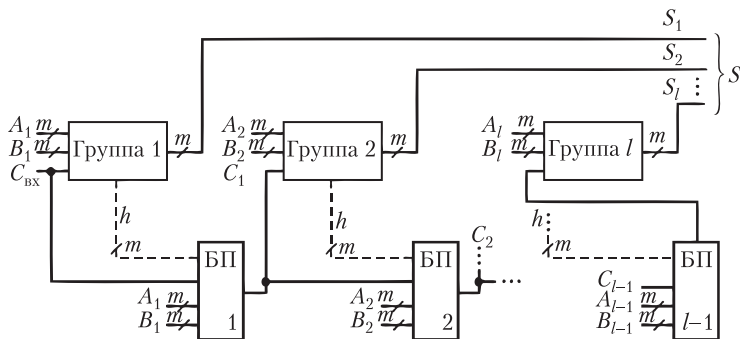 S₁
S₂
S
Sₗ ⋮
A₁ m
B₁ m Группа 1 m
Cвх
A₂ m
B₂ m Группа 2 m
C₁
Aₗ m
Bₗ m Группа l m
h
m
h
m
C₂
...
h
m
БП
1
A₁ m
B₁ m
БП
2
A₂ m
B₂ m
БП
l–1
Cₗ₋₁
Aₗ₋₁ m
Bₗ₋₁ m